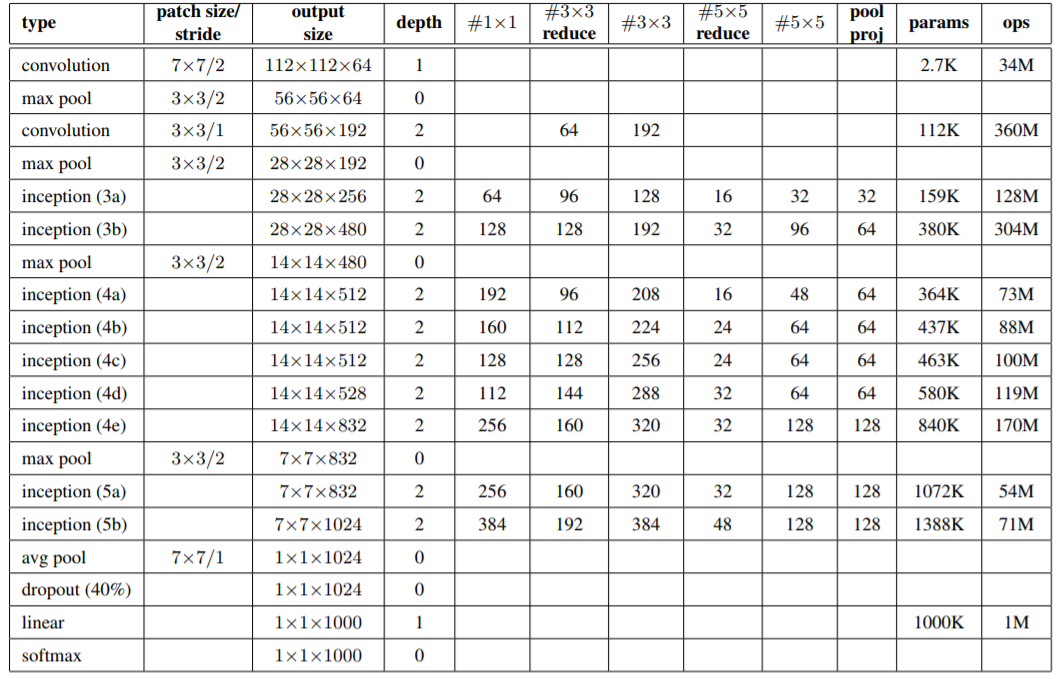 type patch size/ stride output size depth #1×1 #3×3 reduce #3×3 #5×5 reduce #5×5 pool proj params ops
convolution 7×7/2 112×112×64 1 2.7K 34M
max pool 3×3/2 56×56×64 0
convolution 3×3/1 56×56×192 2 64 192 112K 360M
max pool 3×3/2 28×28×192 0
inception (3a) 28×28×256 2 64 96 128 16 32 32 159K 128M
inception (3b) 28×28×480 2 128 128 192 32 96 64 380K 304M
max pool 3×3/2 14×14×480 0
inception (4a) 14×14×512 2 192 96 208 16 48 64 364K 73M
inception (4b) 14×14×512 2 160 112 224 24 64 64 437K 88M
inception (4c) 14×14×512 2 128 128 256 24 64 64 463K 100M
inception (4d) 14×14×528 2 112 144 288 32 64 64 580K 119M
inception (4e) 14×14×832 2 256 160 320 32 128 128 840K 170M
max pool 3×3/2 7×7×832 0
inception (5a) 7×7×832 2 256 160 320 32 128 128 1072K 54M
inception (5b) 7×7×1024 2 384 192 384 48 128 128 1388K 71M
avg pool 7×7/1 1×1×1024 0
dropout (40%) 1×1×1024 0
linear 1×1×1000 1 1000K 1M
softmax 1×1×1000 0